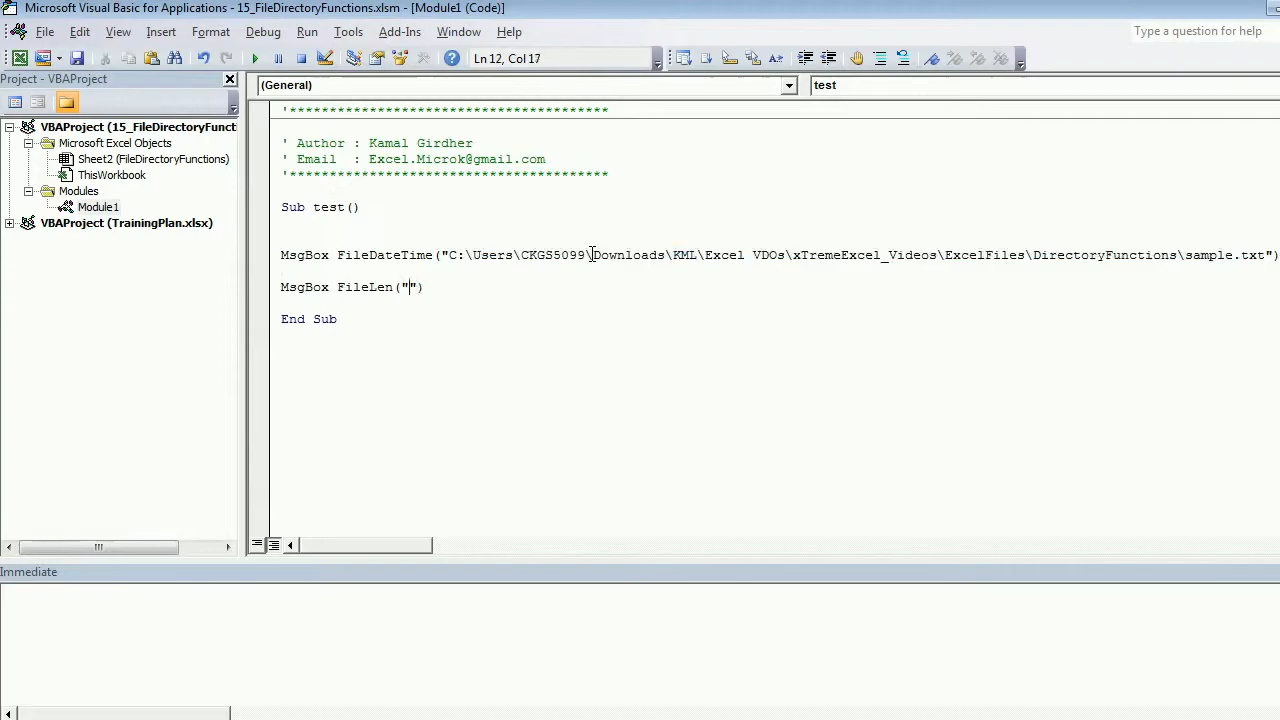 Microsoft Visual Basic for Applications - 15_FileDirectoryFunctions.xlsm - [Module1 (Code)]
File Edit View Insert Format Debug Run Tools Add-Ins Window Help
Type a question for help
Ln 12, Col 17
Project - VBAProject
(General)
test
VBAProject (15_FileDirectoryFuncti
Microsoft Excel Objects
Sheet2 (FileDirectoryFunctions)
ThisWorkbook
Modules
Module1
VBAProject (TrainingPlan.xlsx)
'****************************************
' Author : Kamal Girdher
' Email  : Excel.Microk@gmail.com
'****************************************
Sub test()
MsgBox FileDateTime("C:\Users\CKGS5099\Downloads\KML\Excel VDOs\xTremeExcel_Videos\ExcelFiles\DirectoryFunctions\sample.txt")
MsgBox FileLen("")
End Sub
Immediate